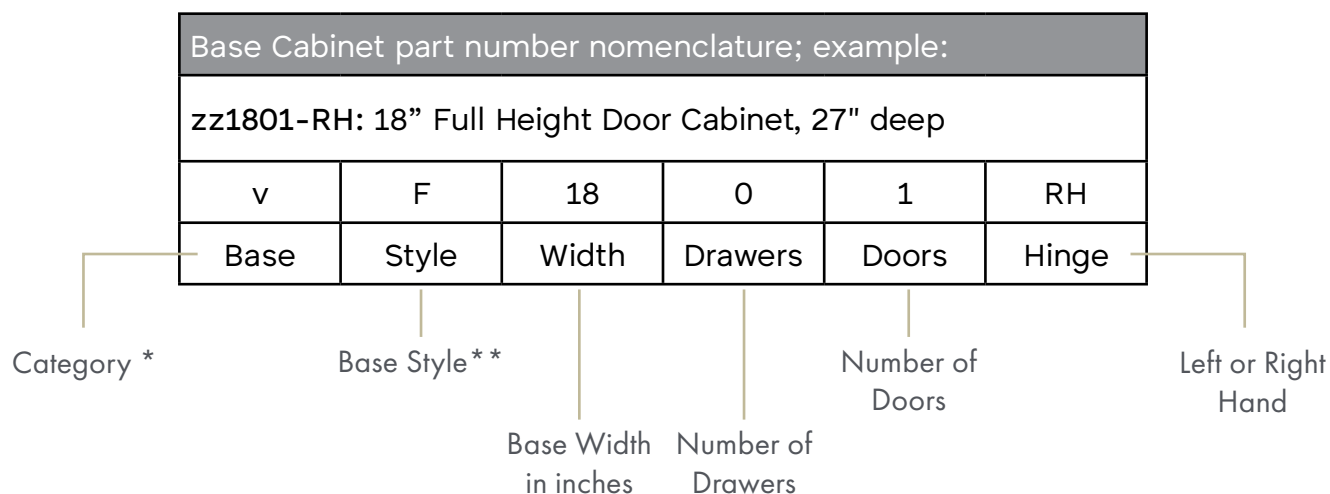 Base Cabinet part number nomenclature; example:
zz1801-RH: 18” Full Height Door Cabinet, 27" deep
v F 18 0 1 RH
Base Style Width Drawers Doors Hinge
Category *
Base Style**
Number of
Doors
Left or Right
Hand
Base Width
in inches
Number of
Drawers